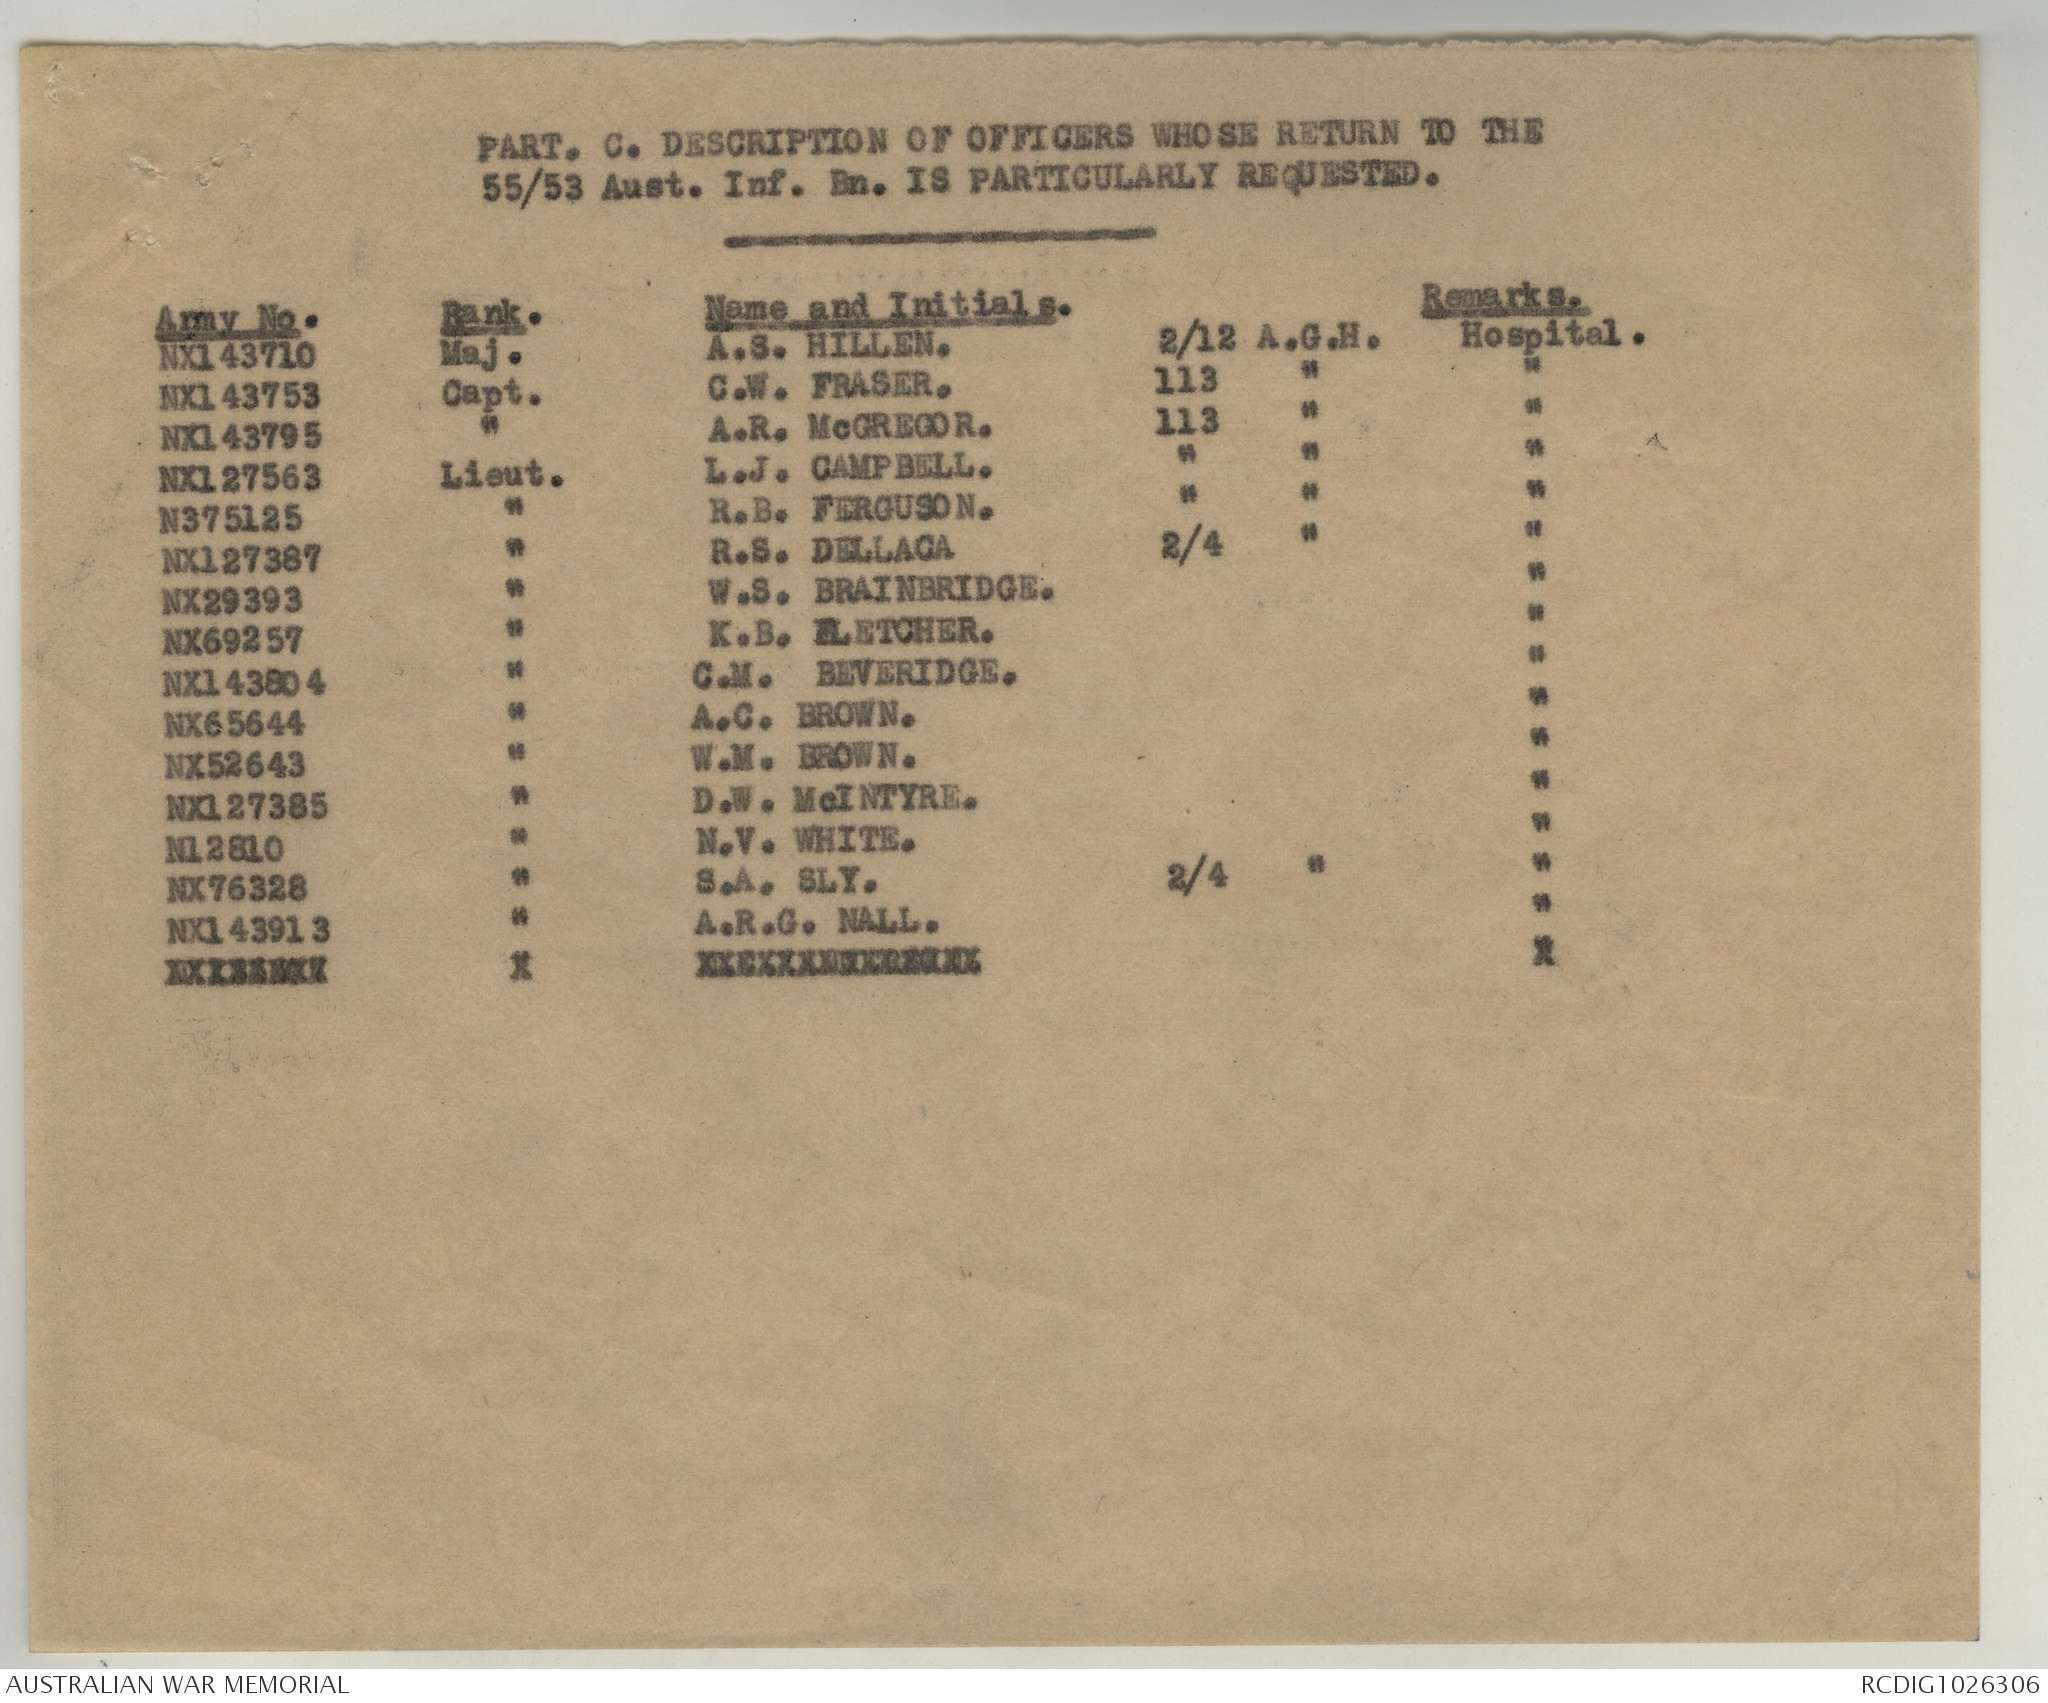 PART. C. DESCRIPTION OF OFFICERS WHOSE RETURN TO THE
55/53 Aust. Inf. Bn. IS PARTICULARLY REQUESTED.
Army No. Rank. Name and Initials. Remarks.
NX143710 Maj. A.S. HILLEN. 2/12 A.G.H. Hospital.
NX143753 Capt. C.W. FRASER. 113 " "
NX143795 " A.R. McGREGOR. 113 " "
NX127563 Lieut. L.J. CAMPBELL. " " "
N375125 " R.B. FERGUSON. " " "
NX127387 " R.S. DELLACA 2/4 " "
NX29393 " W.S. BRAINBRIDGE. "
NX69257 " K.B. FLETCHER. "
NX143804 " C.M. BEVERIDGE. "
NX65644 " A.C. BROWN. "
NX52643 " W.M. BROWN. "
NX127385 " D.W. McINTYRE. "
N12810 " N.V. WHITE. "
NX76328 " S.A. SLY. 2/4 " "
NX143913 " A.R.G. NALL. "
AUSTRALIAN WAR MEMORIAL RCDIG1026306